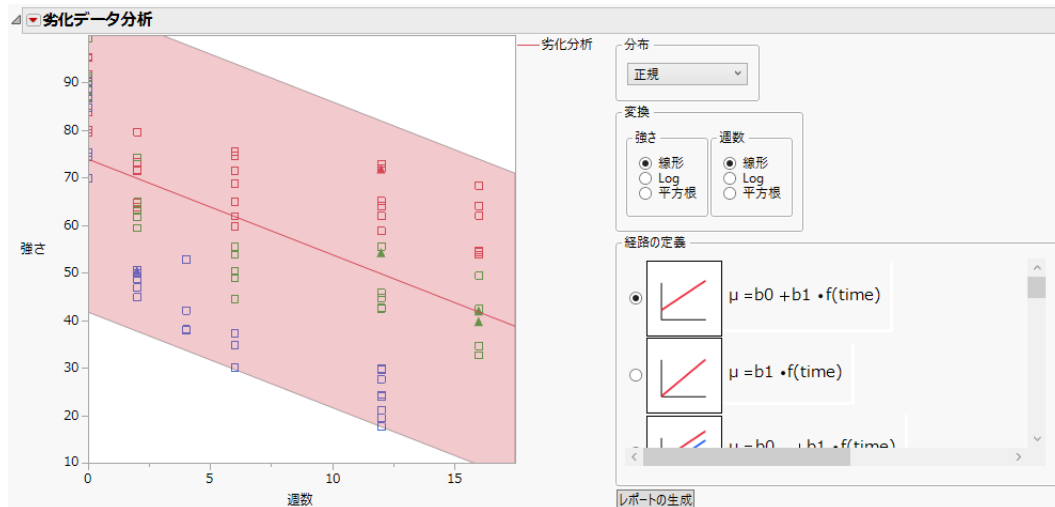 劣化データ分析
劣化分析
90
80
70
60
50
40
30
20
10
強さ
0
5
10
15
週数
分布
正規
変換
強さ
線形
Log
平方根
週数
線形
Log
平方根
経路の定義
μ =b0 +b1 •f(time)
μ =b1 •f(time)
μ =b0 +b1 •f(time)
レポートの生成